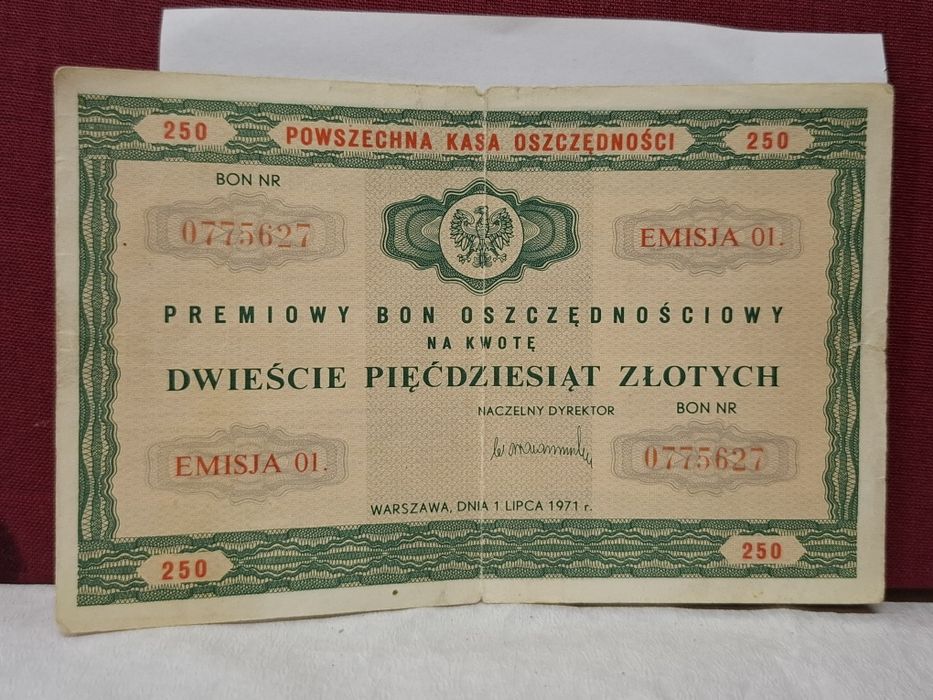 250 POWSZECHNA KASA OSZCZĘDNOŚCI 250
BON NR
0775627
EMISJA 01.
PREMIOWY BON OSZCZĘDNOŚCIOWY
NA KWOTĘ
DWIEŚCIE PIĘĆDZIESIĄT ZŁOTYCH
NACZELNY DYREKTOR
BON NR
EMISJA 01.
0775627
WARSZAWA, DNIA 1 LIPCA 1971 r.
250
250